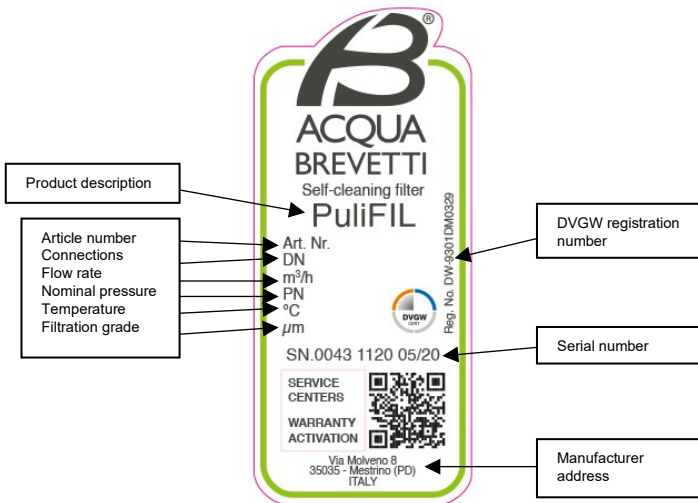 ®
ACQUA
BREVETTI
Self-cleaning filter
PuliFIL
Product description
Article number
Connections
Flow rate
Nominal pressure
Temperature
Filtration grade
Art. Nr.
DN
m³/h
PN
°C
µm
DVGW
CERT
Reg. No. DW-9301DM0329
DVGW registration
number
SN.0043 1120 05/20
Serial number
SERVICE
CENTERS
WARRANTY
ACTIVATION
Via Molveno 8
35035 - Mestrino (PD)
ITALY
Manufacturer
address